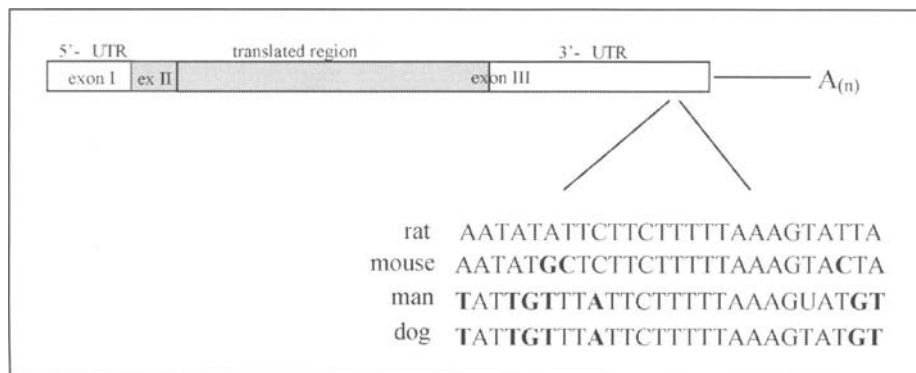 5'- UTR translated region 3'- UTR
exon I ex II exon III A(n)
rat AATATATTCTTCTTTTTAAAGTATTA
mouse AATATGCTCTTCTTTTTAAAGTACTA
man TATTGTTTATTCTTTTTAAAGUATGT
dog TATTGTTTATTCTTTTTAAAGTATGT